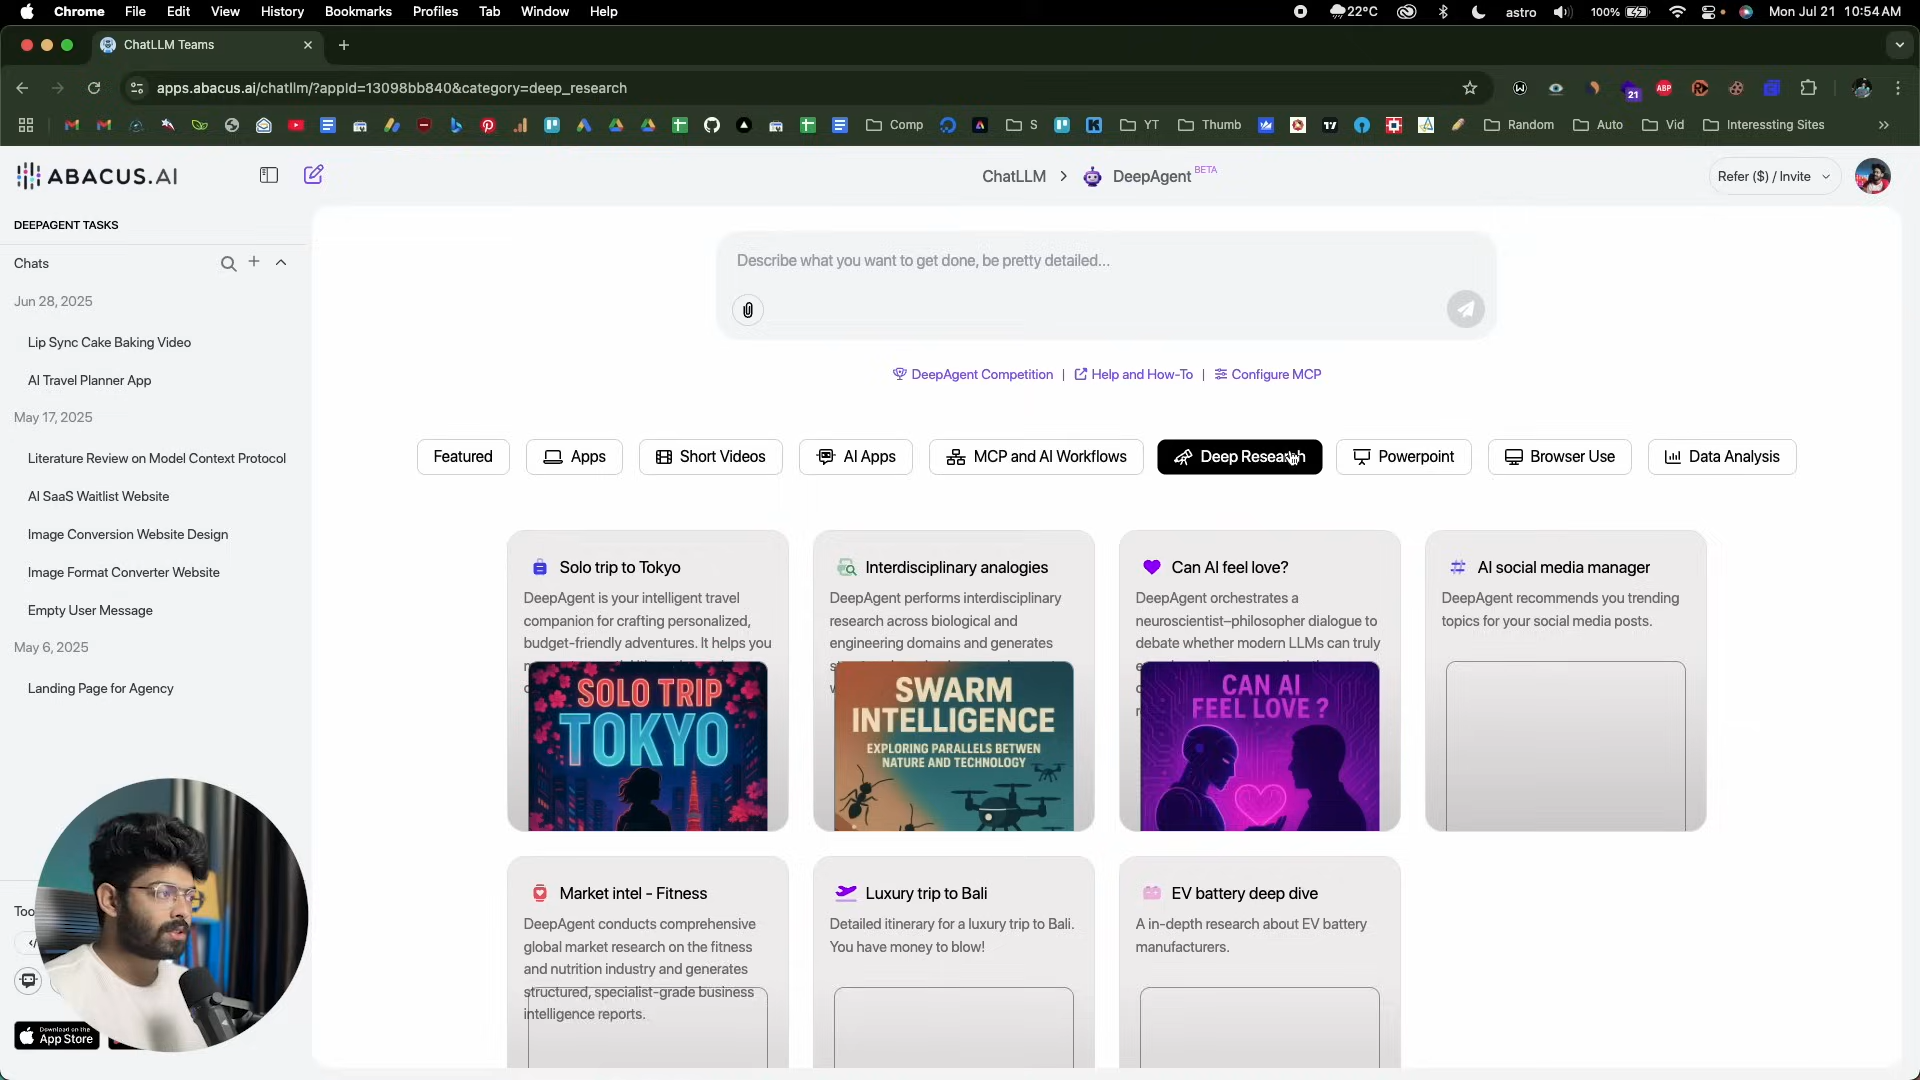 Chrome File Edit View History Bookmarks Profiles Tab Window Help
22°C astro 100% Mon Jul 21 10:54 AM
ChatLLM Teams
apps.abacus.ai/chatllm/?appId=13098bb840&category=deep_research
21 ABP
Comp S YT Thumb Random Auto Vid Interessting Sites
ABACUS.AI
ChatLLM > DeepAgent BETA
Refer ($) / Invite
DEEPAGENT TASKS
Chats
Jun 28, 2025
Lip Sync Cake Baking Video
AI Travel Planner App
May 17, 2025
Literature Review on Model Context Protocol
AI SaaS Waitlist Website
Image Conversion Website Design
Image Format Converter Website
Empty User Message
May 6, 2025
Landing Page for Agency
Too
App Store
Describe what you want to get done, be pretty detailed...
DeepAgent Competition | Help and How-To | Configure MCP
Featured Apps Short Videos AI Apps MCP and AI Workflows Deep Research Powerpoint Browser Use Data Analysis
Solo trip to Tokyo
DeepAgent is your intelligent travel
companion for crafting personalized,
budget-friendly adventures. It helps you
SOLO TRIP
TOKYO
Interdisciplinary analogies
DeepAgent performs interdisciplinary
research across biological and
engineering domains and generates
SWARM
INTELLIGENCE
EXPLORING PARALLELS BETWEN
NATURE AND TECHNOLOGY
Can AI feel love?
DeepAgent orchestrates a
neuroscientist–philosopher dialogue to
debate whether modern LLMs can truly
CAN AI
FEEL LOVE ?
AI social media manager
DeepAgent recommends you trending
topics for your social media posts.
Market intel - Fitness
DeepAgent conducts comprehensive
global market research on the fitness
and nutrition industry and generates
structured, specialist-grade business
intelligence reports.
Luxury trip to Bali
Detailed itinerary for a luxury trip to Bali.
You have money to blow!
EV battery deep dive
A in-depth research about EV battery
manufacturers.